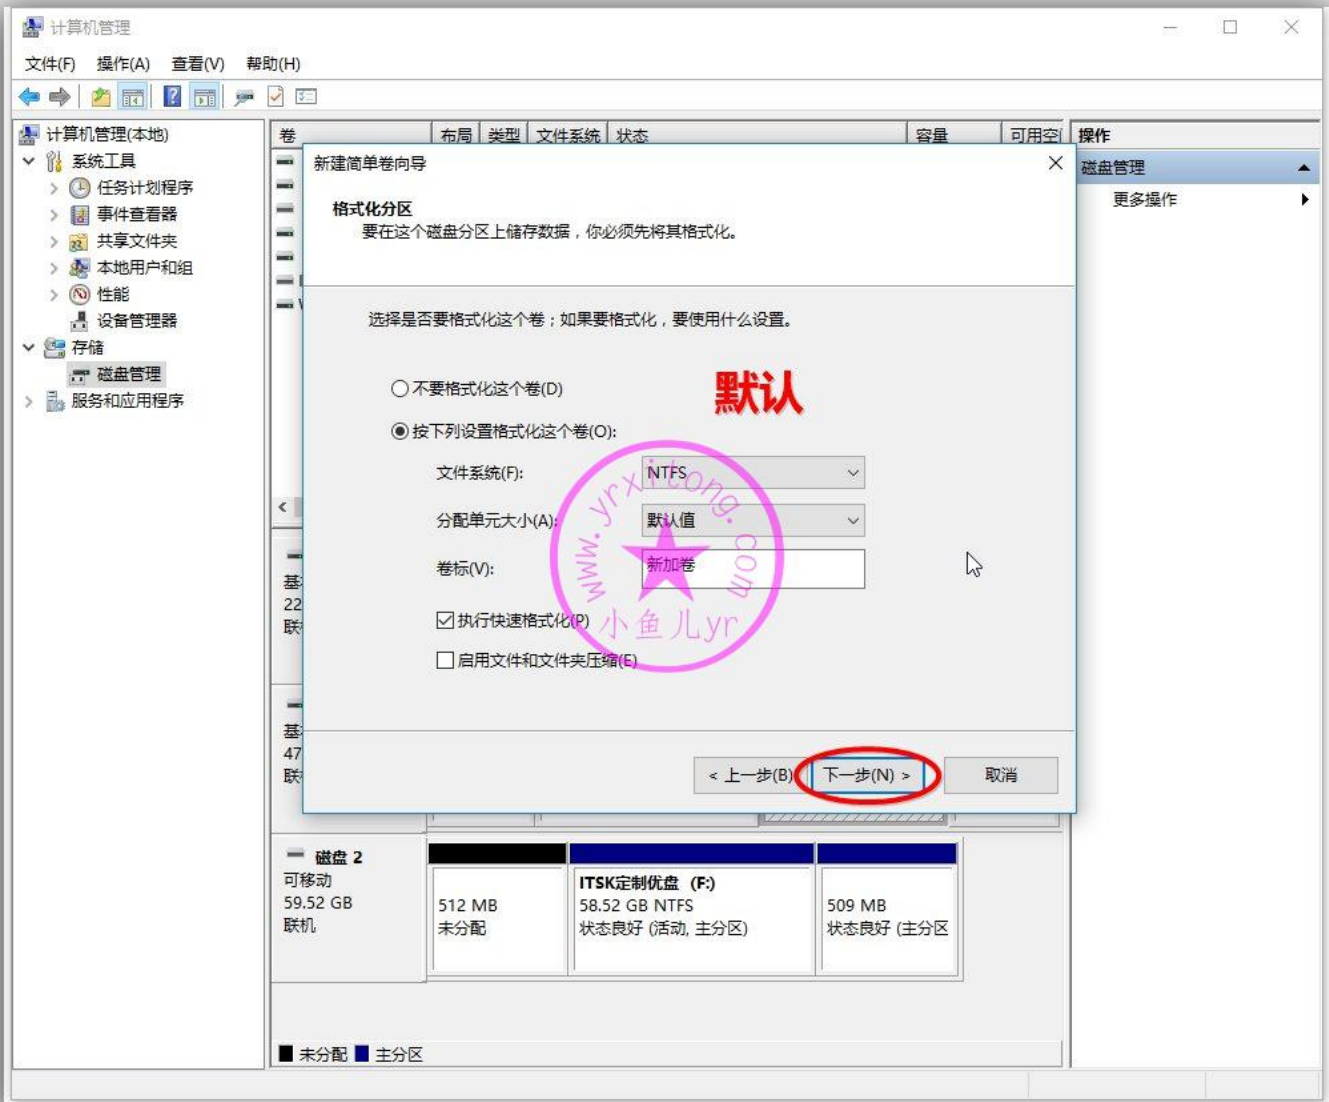 计算机管理
文件(F) 操作(A) 查看(V) 帮助(H)
计算机管理(本地)
系统工具
任务计划程序
事件查看器
共享文件夹
本地用户和组
性能
设备管理器
存储
磁盘管理
服务和应用程序
卷 布局 类型 文件系统 状态 容量 可用空
操作
磁盘管理
更多操作
新建简单卷向导
格式化分区
要在这个磁盘分区上储存数据，你必须先将其格式化。
选择是否要格式化这个卷；如果要格式化，要使用什么设置。
不要格式化这个卷(D)
默认
按下列设置格式化这个卷(O):
文件系统(F): NTFS
分配单元大小(A): 默认值
卷标(V): 新加卷
执行快速格式化(P)
启用文件和文件夹压缩(E)
www.yrxitong.com
小鱼儿yr
< 上一步(B) 下一步(N) > 取消
基
22
联
基
47
联
磁盘 2
可移动
59.52 GB
联机
512 MB
未分配
ITSK定制优盘 (F:)
58.52 GB NTFS
状态良好 (活动, 主分区)
509 MB
状态良好 (主分区
未分配 主分区